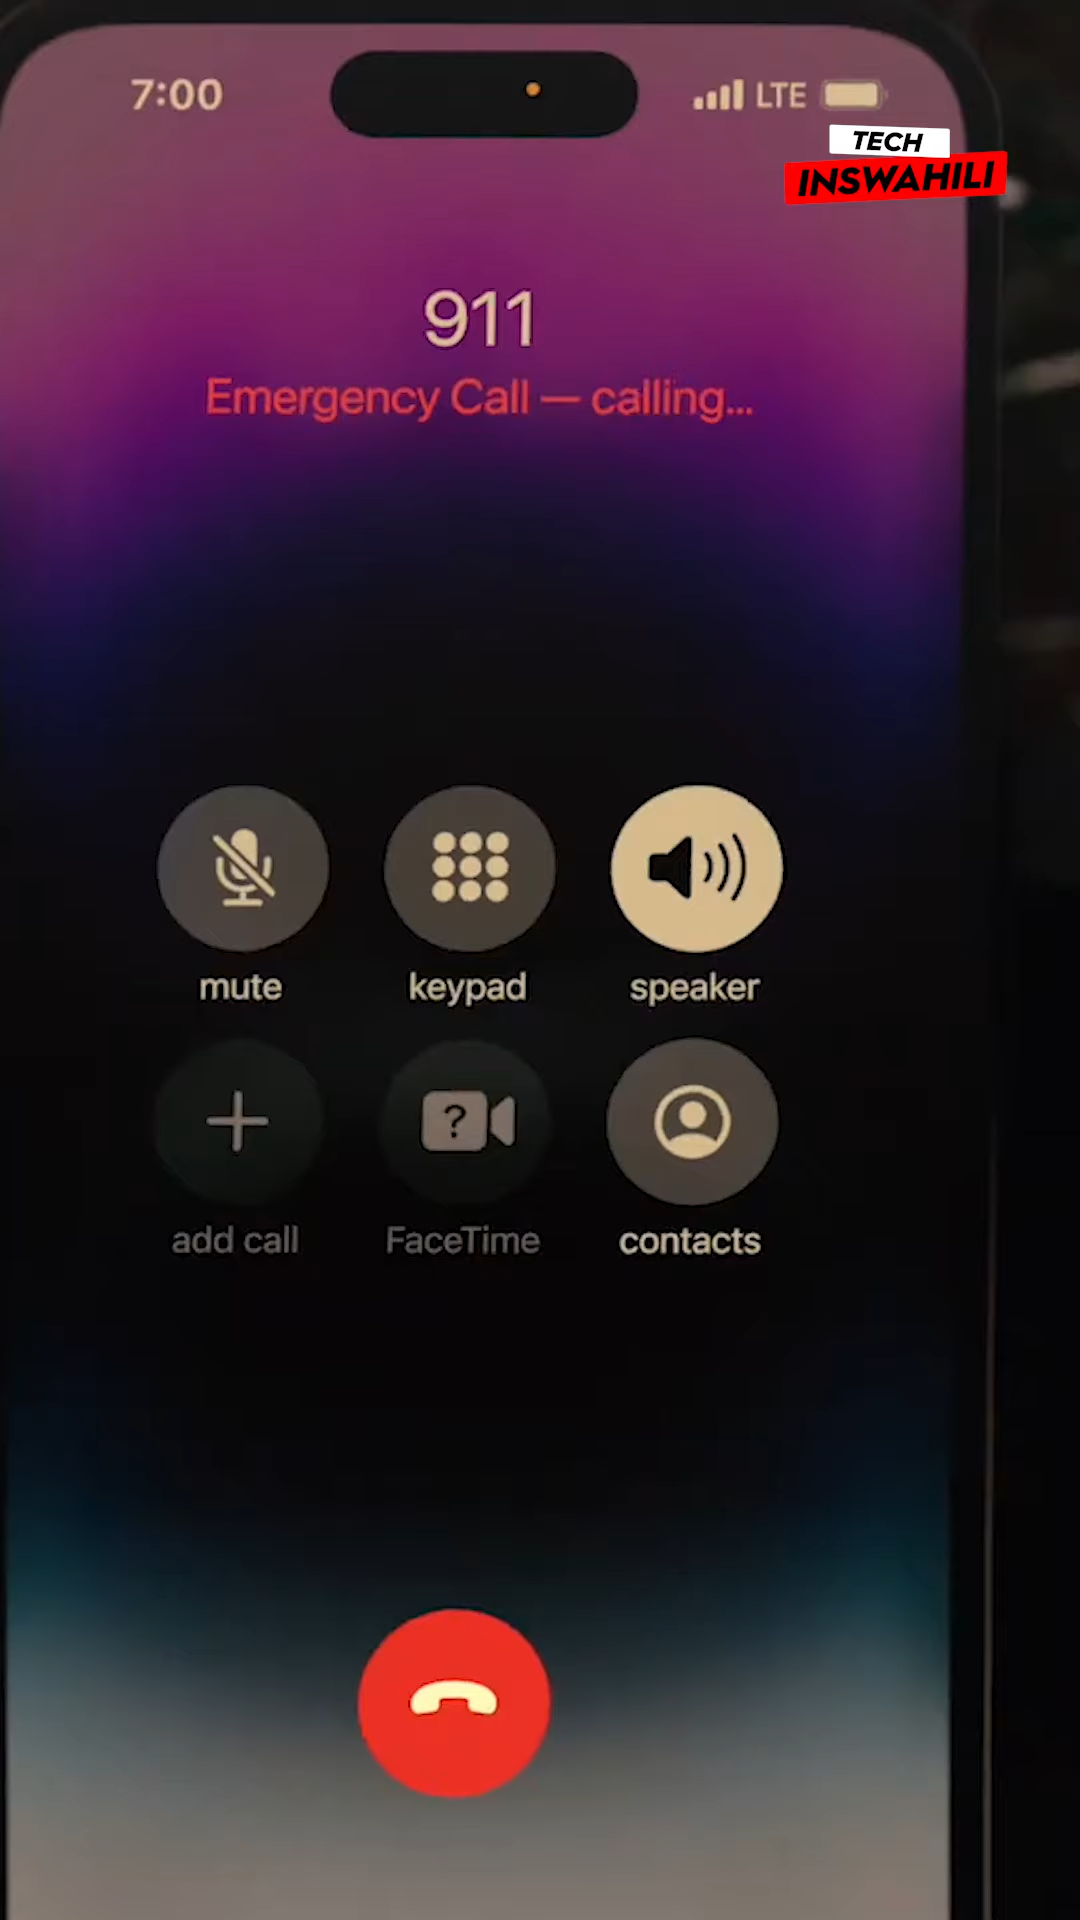 7:00
LTE
TECH
INSWAHILI
911
Emergency Call — calling...
mute
keypad
speaker
?
add call
FaceTime
contacts